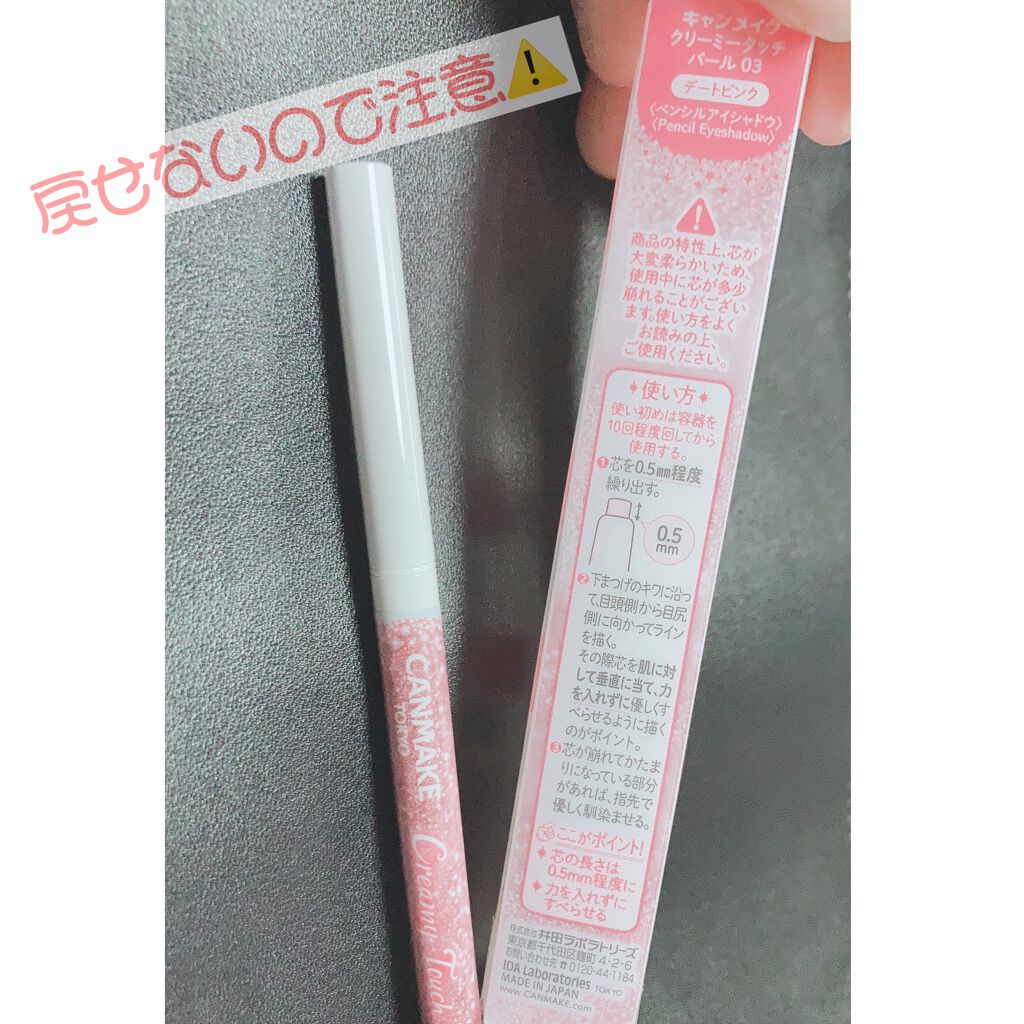 戻せないので注意⚠
CANMAKE
TOKYO
Creamy Touch
キャンメイク
クリーミータッチ
パール 03
デートピンク
〈ペンシルアイシャドウ〉
〈Pencil Eyeshadow〉
商品の特性上、芯が
大変柔らかいため、
使用中に芯が多少
崩れることがござい
ます。使い方をよく
お読みの上、
ご使用ください。
使い方
使い初めは容器を
10回程度回してから
使用する。
❶芯を0.5㎜程度
繰り出す。
0.5
mm
❷下まつげのキワに沿っ
て、目頭側から目尻
側に向かってライン
を描く。
その際芯を肌に対
して垂直に当て、力
を入れずに優しくす
べらせるように描く
のがポイント。
❸芯が崩れてかたま
りになっている部分
があれば、指先で
優しく馴染ませる。
ここがポイント!
芯の長さは
0.5mm程度に
力を入れずに
すべらせる
株式会社 井田ラボラトリーズ
東京都千代田区麹町 4-2-6
お問い合わせ先 ☎ 0120-44-1184
IDA Laboratories TOKYO
MADE IN JAPAN
www.CANMAKE.com